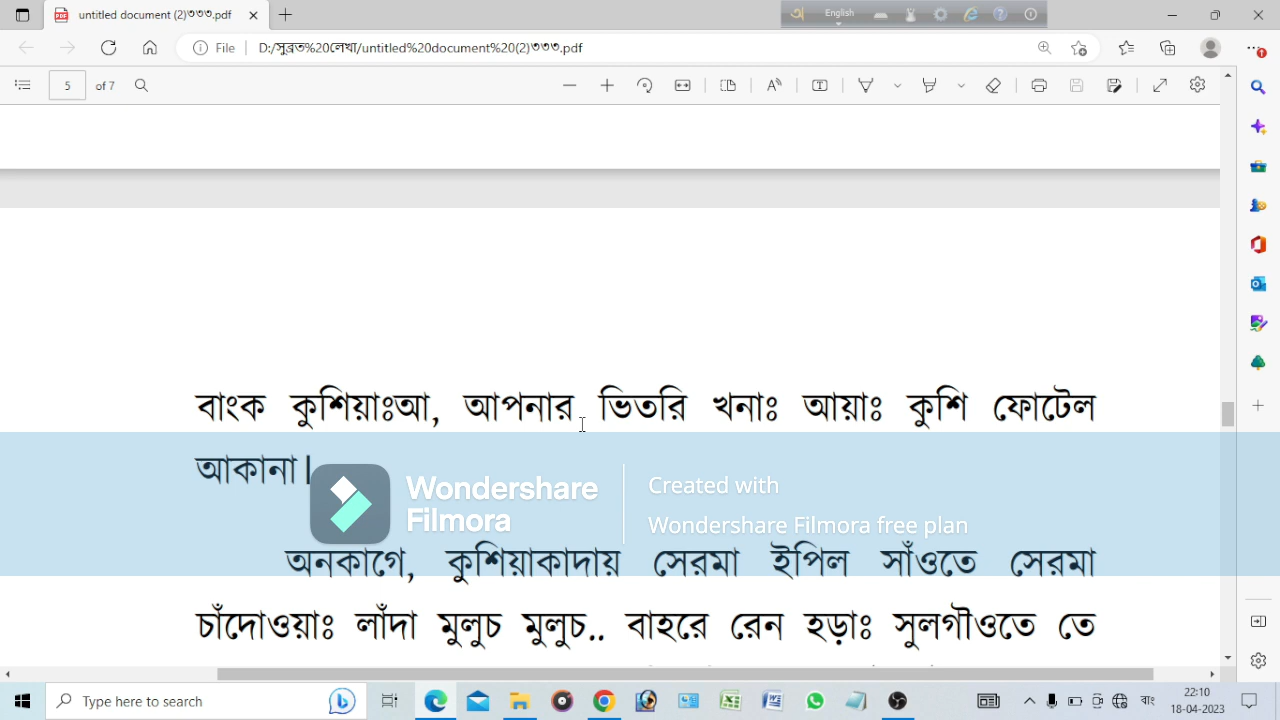 untitled document (2)৩৩৩.pdf
English
File D:/সুব্রত%20লেখা/untitled%20document%20(2)৩৩৩.pdf
5 of 7
বাংক কুশিয়াঃআ, আপনার ভিতরি খনাঃ আয়াঃ কুশি ফোটেল
আকানা|
Wondershare Filmora
Created with
Wondershare Filmora free plan
অনকাগে, কুশিয়াকাদায় সেরমা ইপিল সাঁওতে সেরমা
চাঁদোওয়াঃ লাঁদা মুলুচ মুলুচ.. বাহরে রেন হড়াঃ সুলগীওতে তে
Type here to search
22:10
18-04-2023